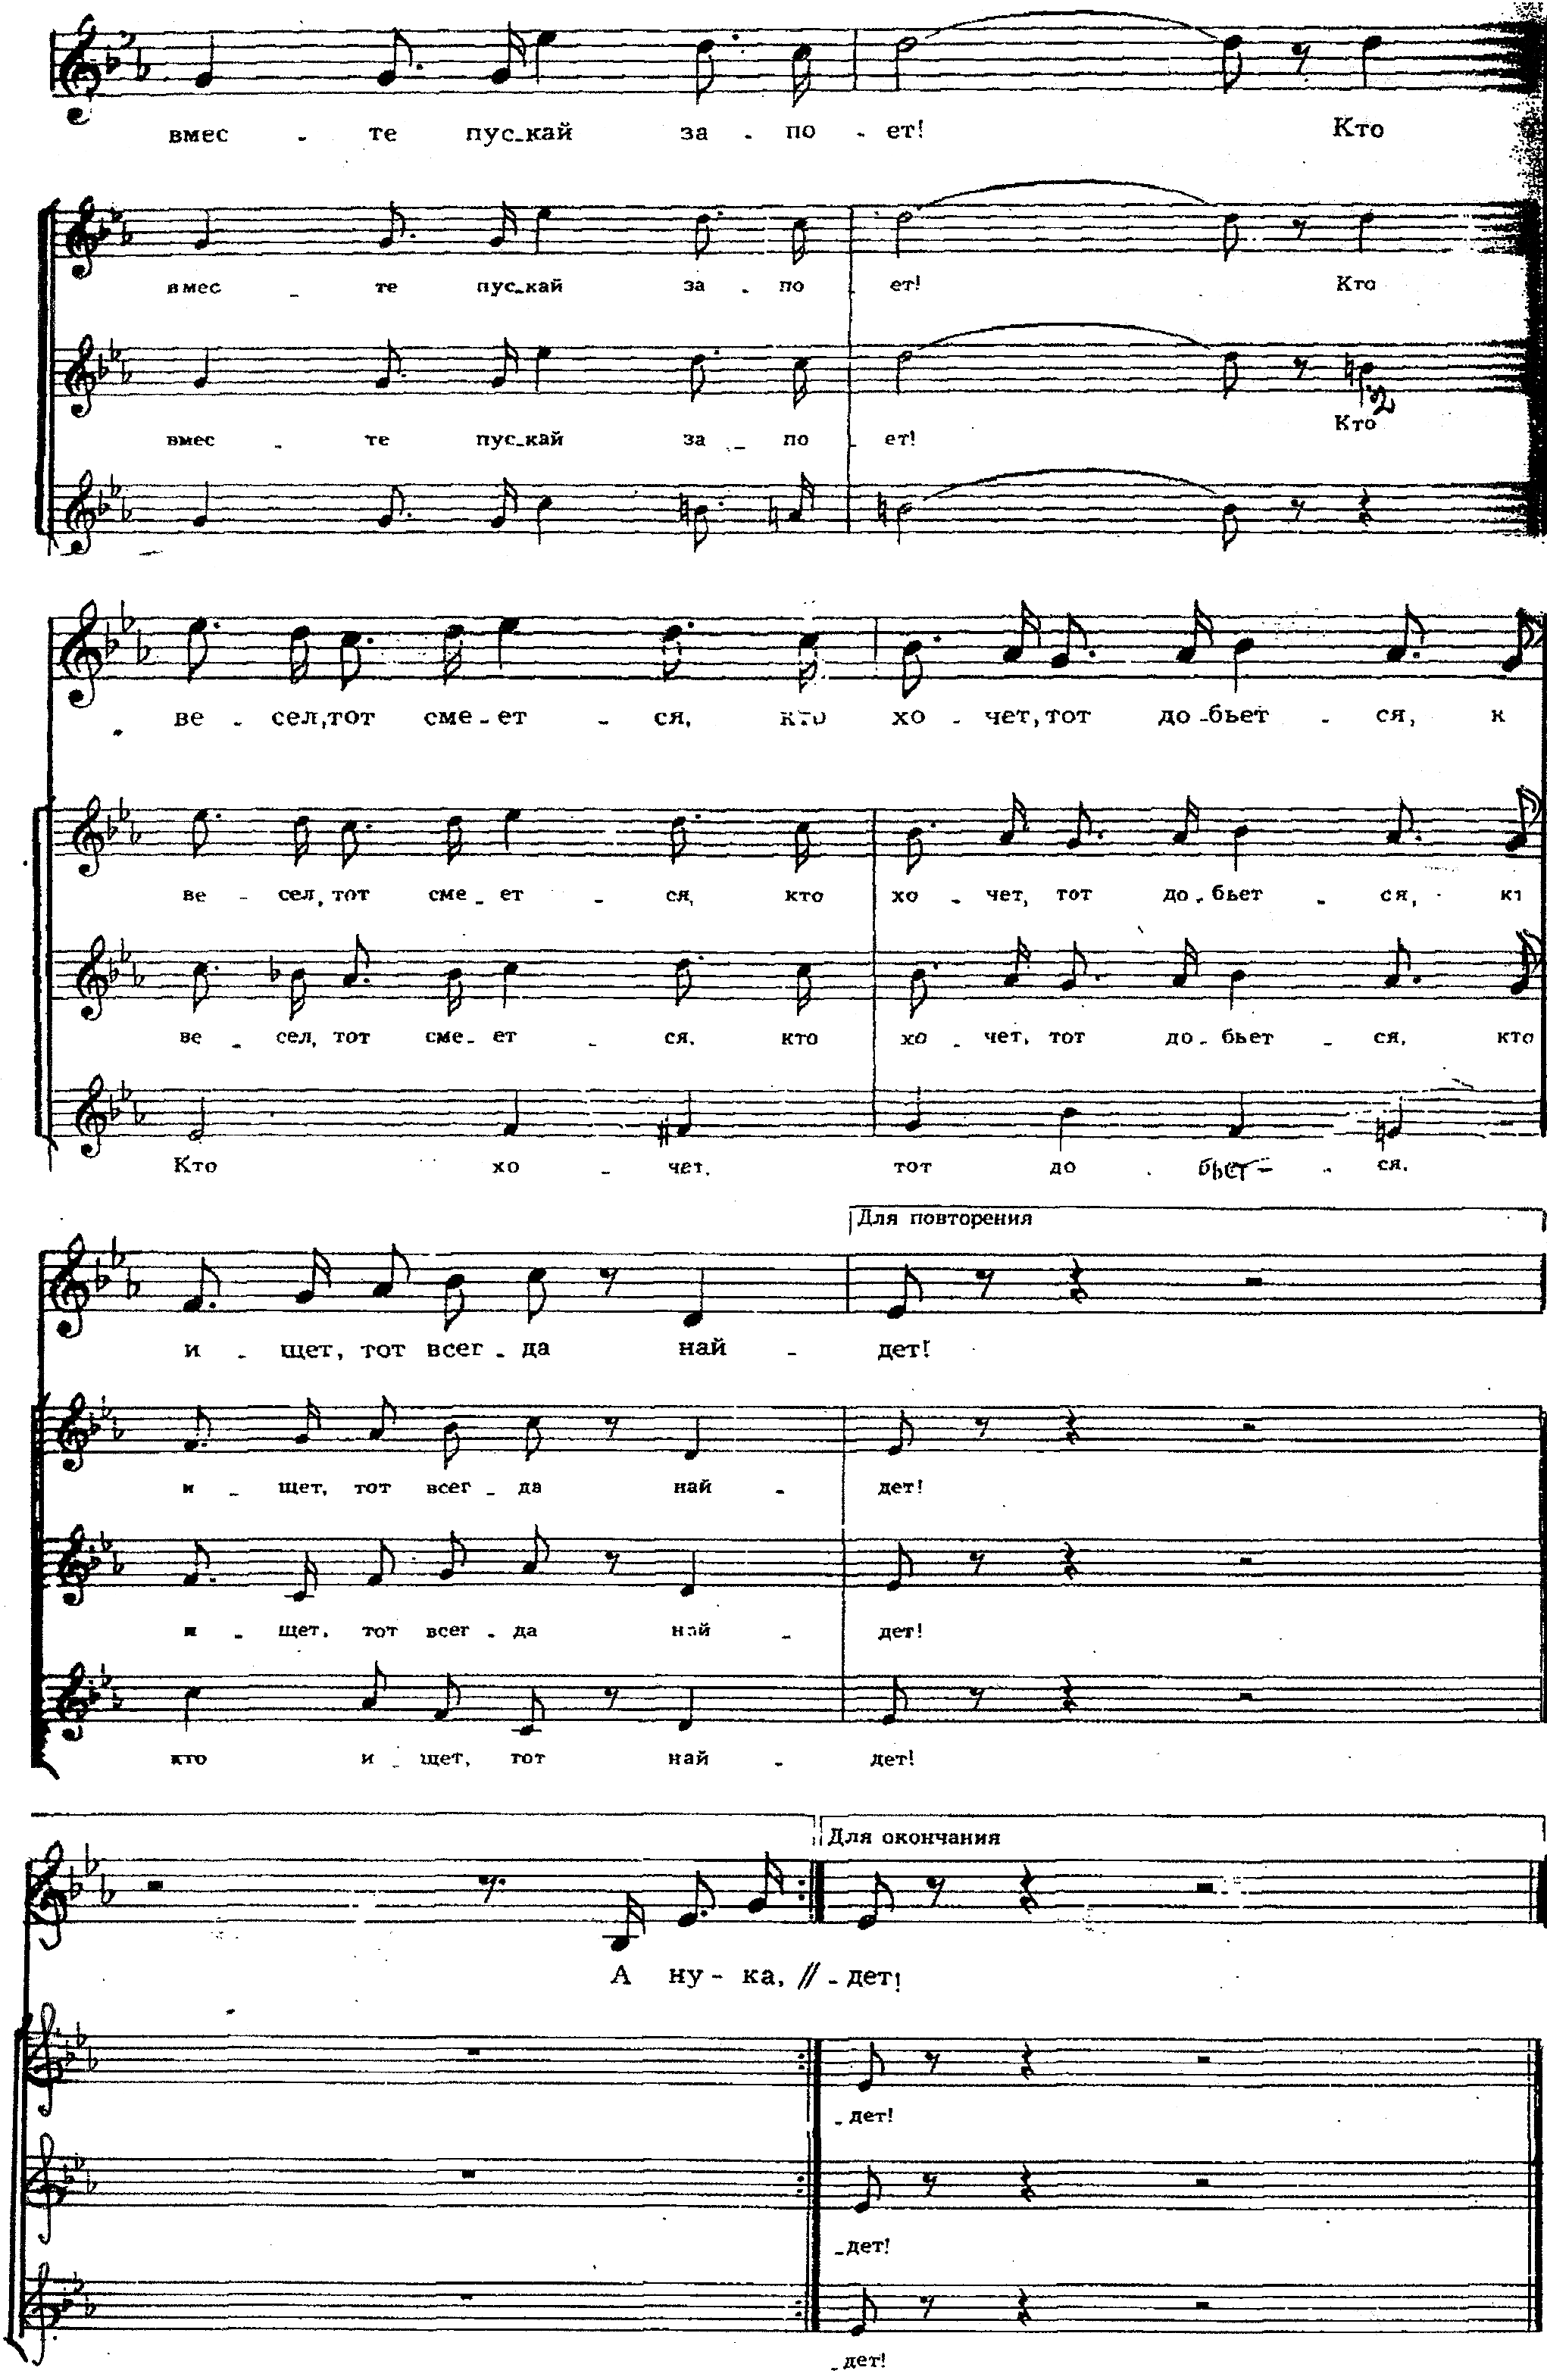 вмес - те пус-кай за - по - ет! Кто
вмес - те пус-кай за - по - ет! Кто
вмес - те пус-кай за - по - ет! Кто
ве - сел, тот сме - ет - ся, кто хо - чет, тот до - бьет - ся,
ве - сел, тот сме - ет - ся, кто хо - чет, тот до - бьет - ся,
ве - сел, тот сме - ет - ся, кто хо - чет, тот до - бьет - ся, кто
Кто хо - чет, тот до - бьет - ся,
Для повторения
и - щет, тот всег - да най - дет!
и - щет, тот всег - да най - дет!
и - щет, тот всег - да най - дет!
кто и - щет, тот най - дет!
Для окончания
А ну - ка, // - дет!
- дет!
- дет!
- дет!